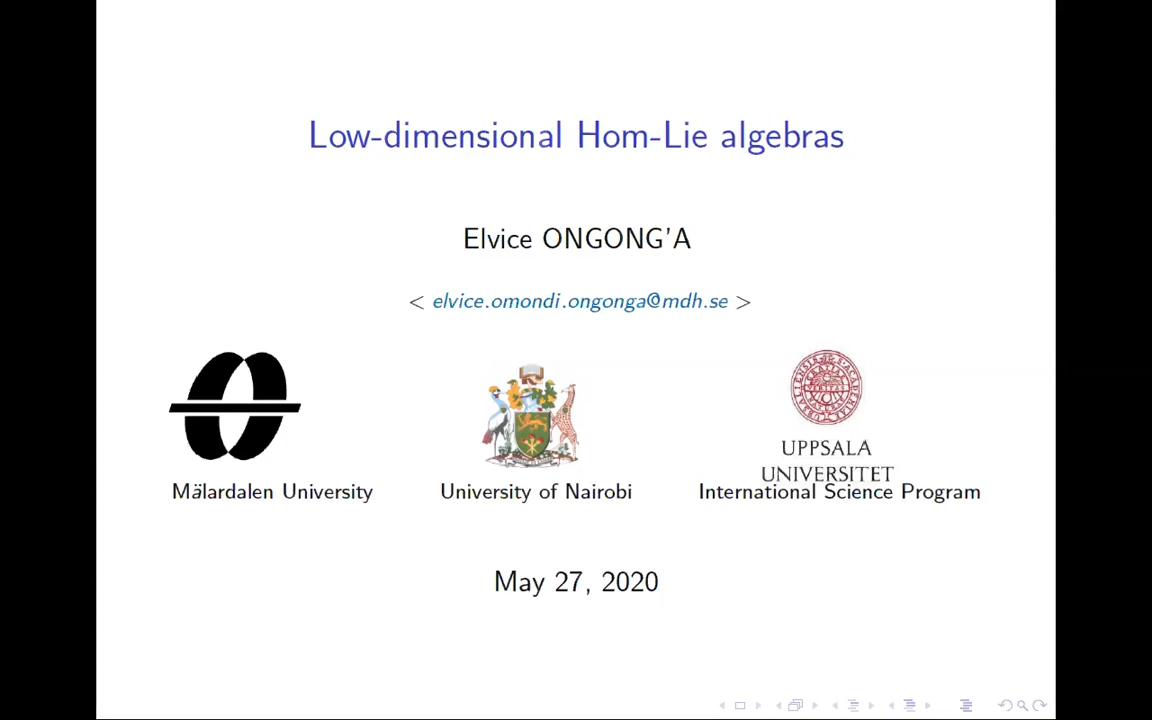 Low-dimensional Hom-Lie algebras
Elvice ONGONG'A
< elvice.omondi.ongonga@mdh.se >
UPPSALA
UNIVERSITET
Mälardalen University
University of Nairobi
International Science Program
May 27, 2020